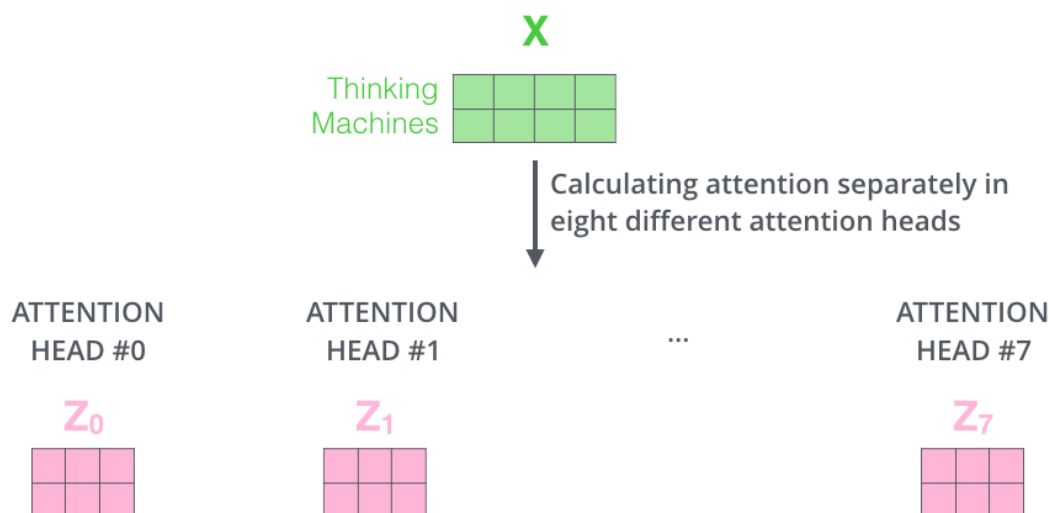 X
Thinking
Machines
Calculating attention separately in
eight different attention heads
ATTENTION
HEAD #0
ATTENTION
HEAD #1
...
ATTENTION
HEAD #7
Z0
Z1
Z7